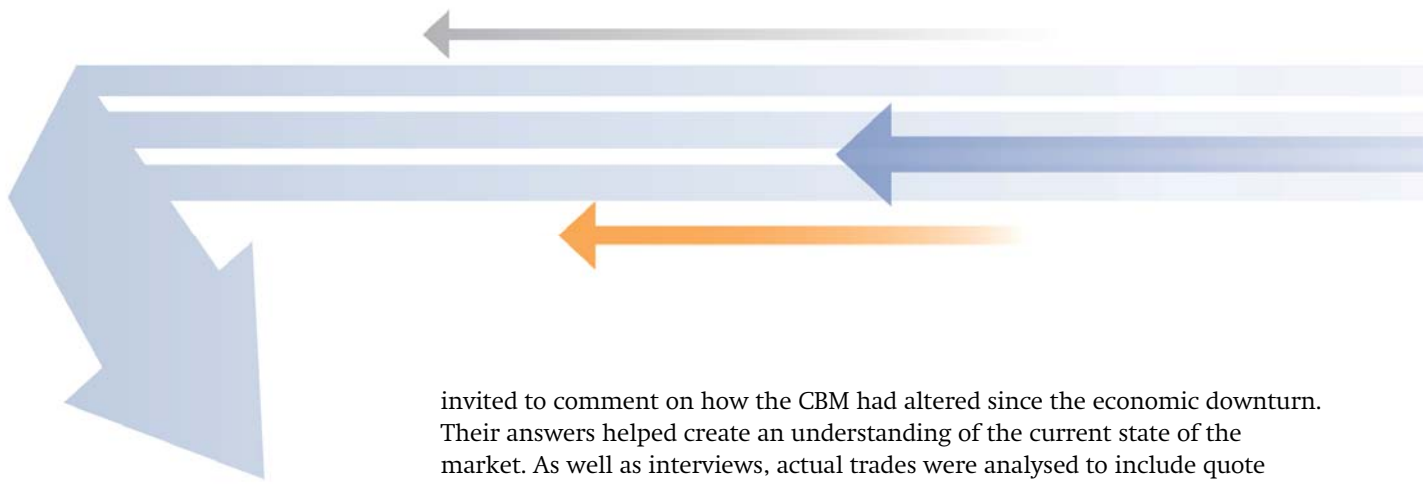 invited to comment on how the CBM had altered since the economic downturn.
Their answers helped create an understanding of the current state of the
market. As well as interviews, actual trades were analysed to include quote